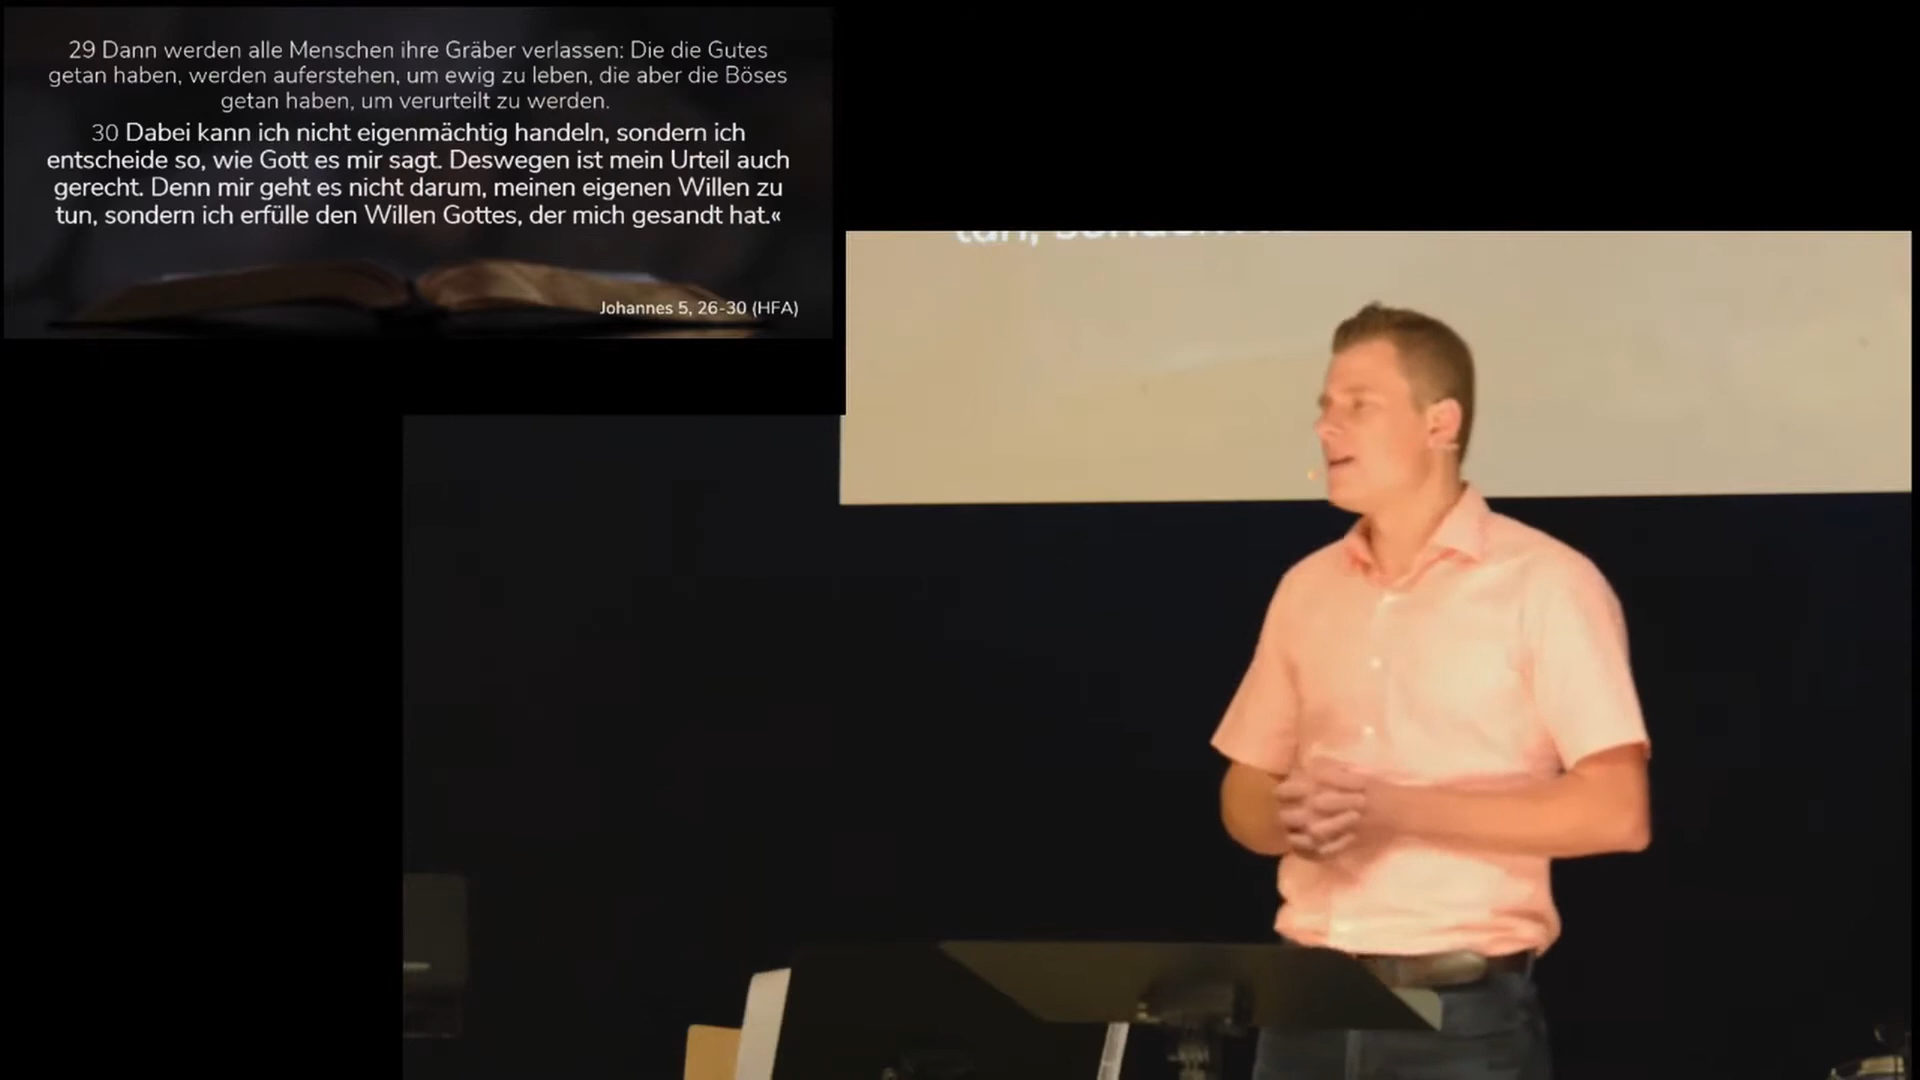 29 Dann werden alle Menschen ihre Gräber verlassen: Die die Gutes
getan haben, werden auferstehen, um ewig zu leben, die aber die Böses
getan haben, um verurteilt zu werden.
30 Dabei kann ich nicht eigenmächtig handeln, sondern ich
entscheide so, wie Gott es mir sagt. Deswegen ist mein Urteil auch
gerecht. Denn mir geht es nicht darum, meinen eigenen Willen zu
tun, sondern ich erfülle den Willen Gottes, der mich gesandt hat.«
Johannes 5, 26-30 (HFA)
tun,